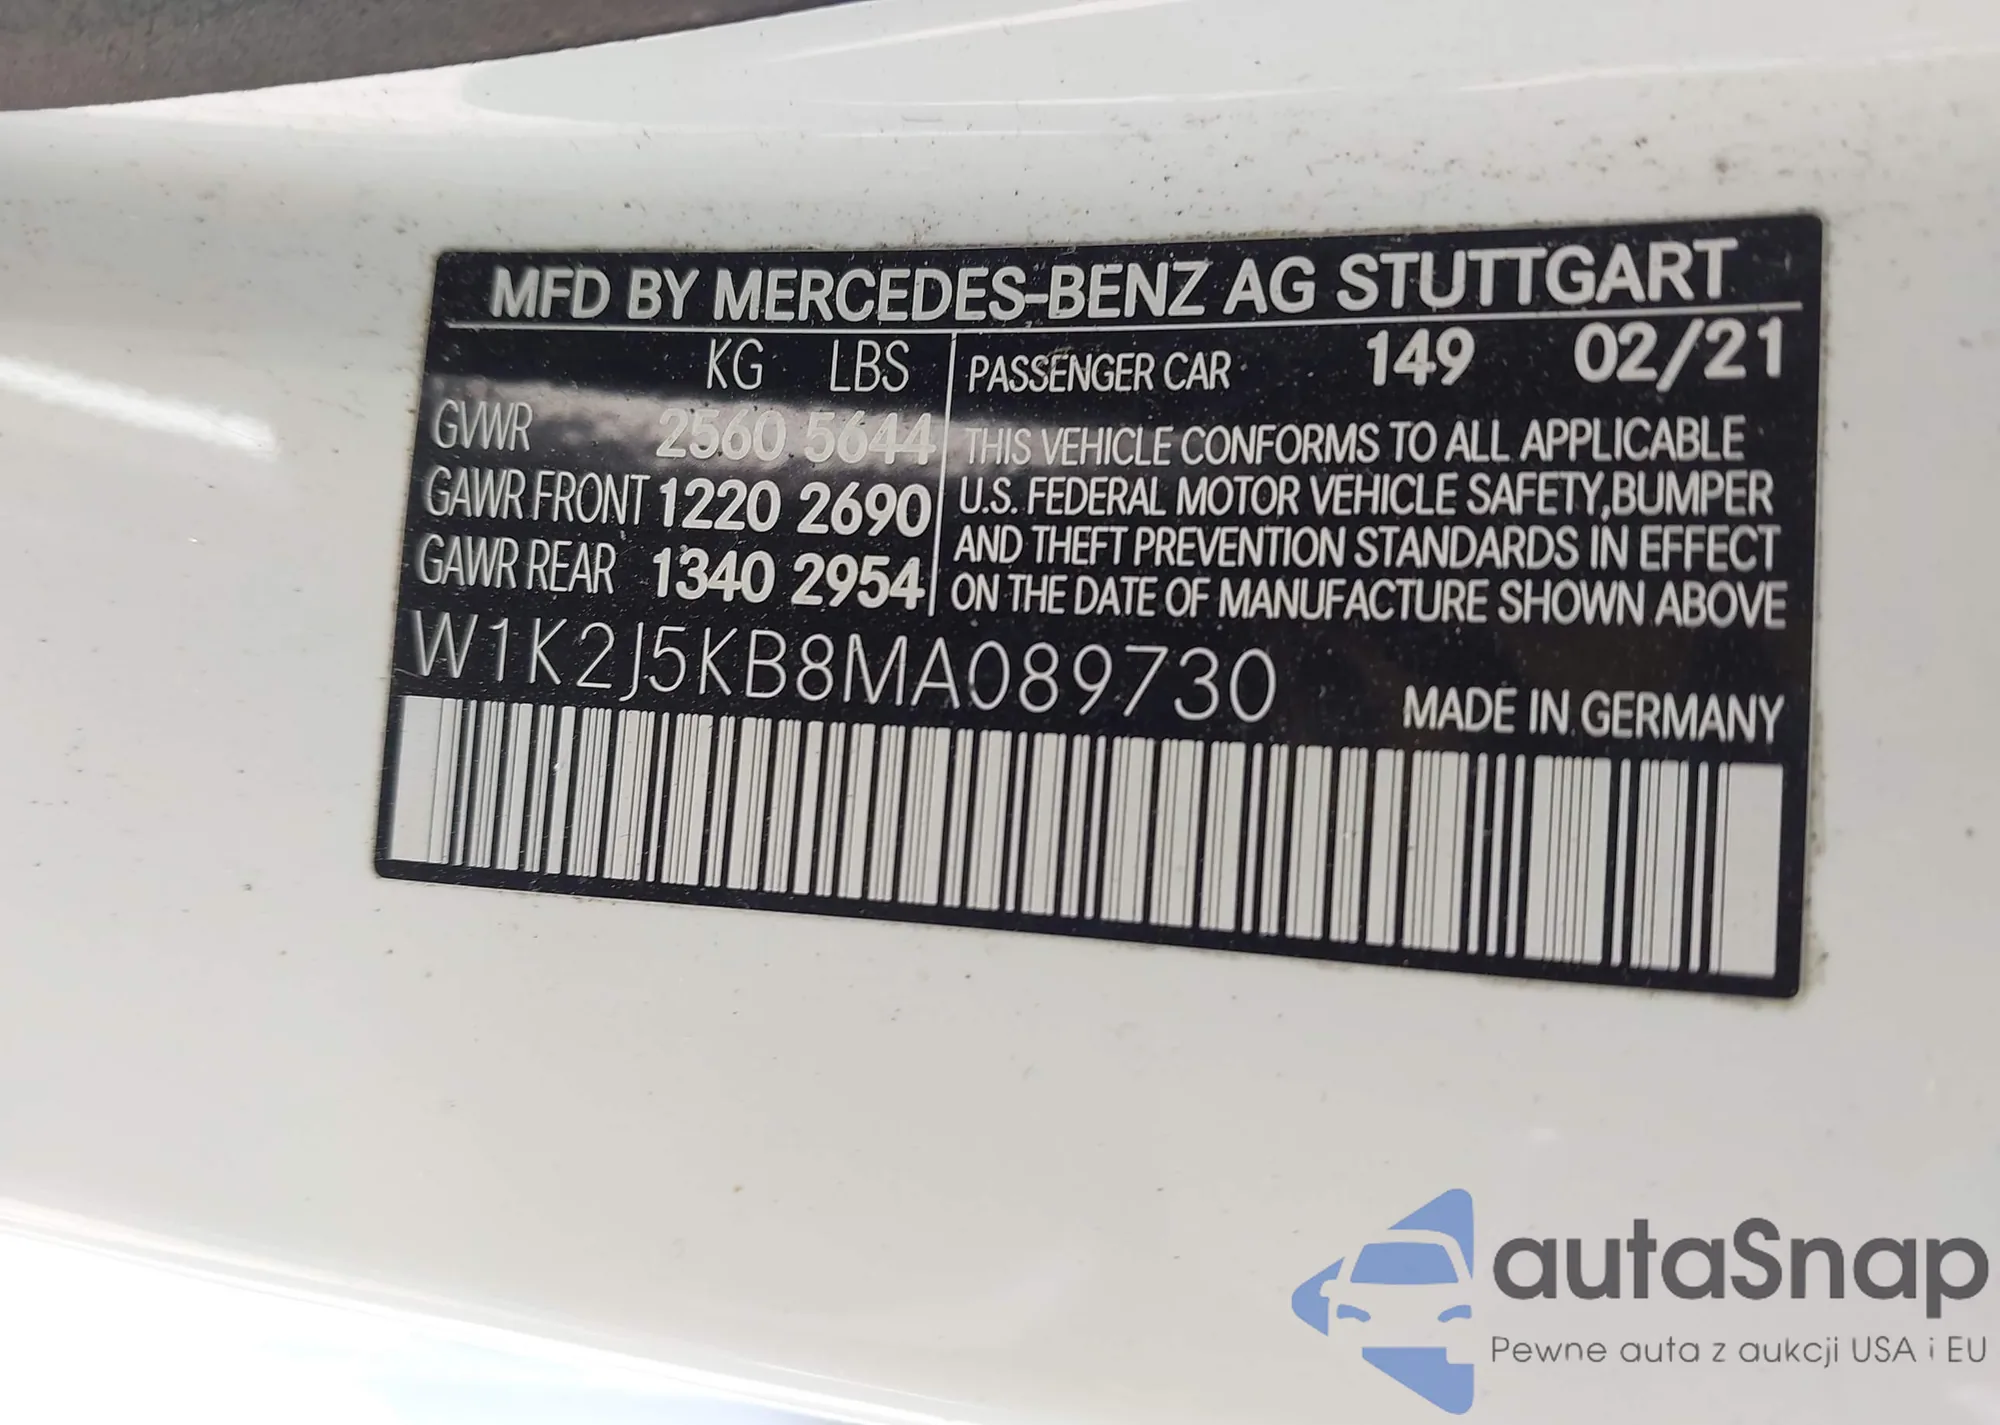 MFD BY MERCEDES-BENZ AG STUTTGART
KG LBS
GVWR 2560 5644
GAWR FRONT 1220 2690
GAWR REAR 1340 2954
PASSENGER CAR 149 02/21
THIS VEHICLE CONFORMS TO ALL APPLICABLE
U.S. FEDERAL MOTOR VEHICLE SAFETY, BUMPER
AND THEFT PREVENTION STANDARDS IN EFFECT
ON THE DATE OF MANUFACTURE SHOWN ABOVE
W1K2J5KB8MA089730
MADE IN GERMANY
autaSnap
Pewne auta z aukcji USA i EU